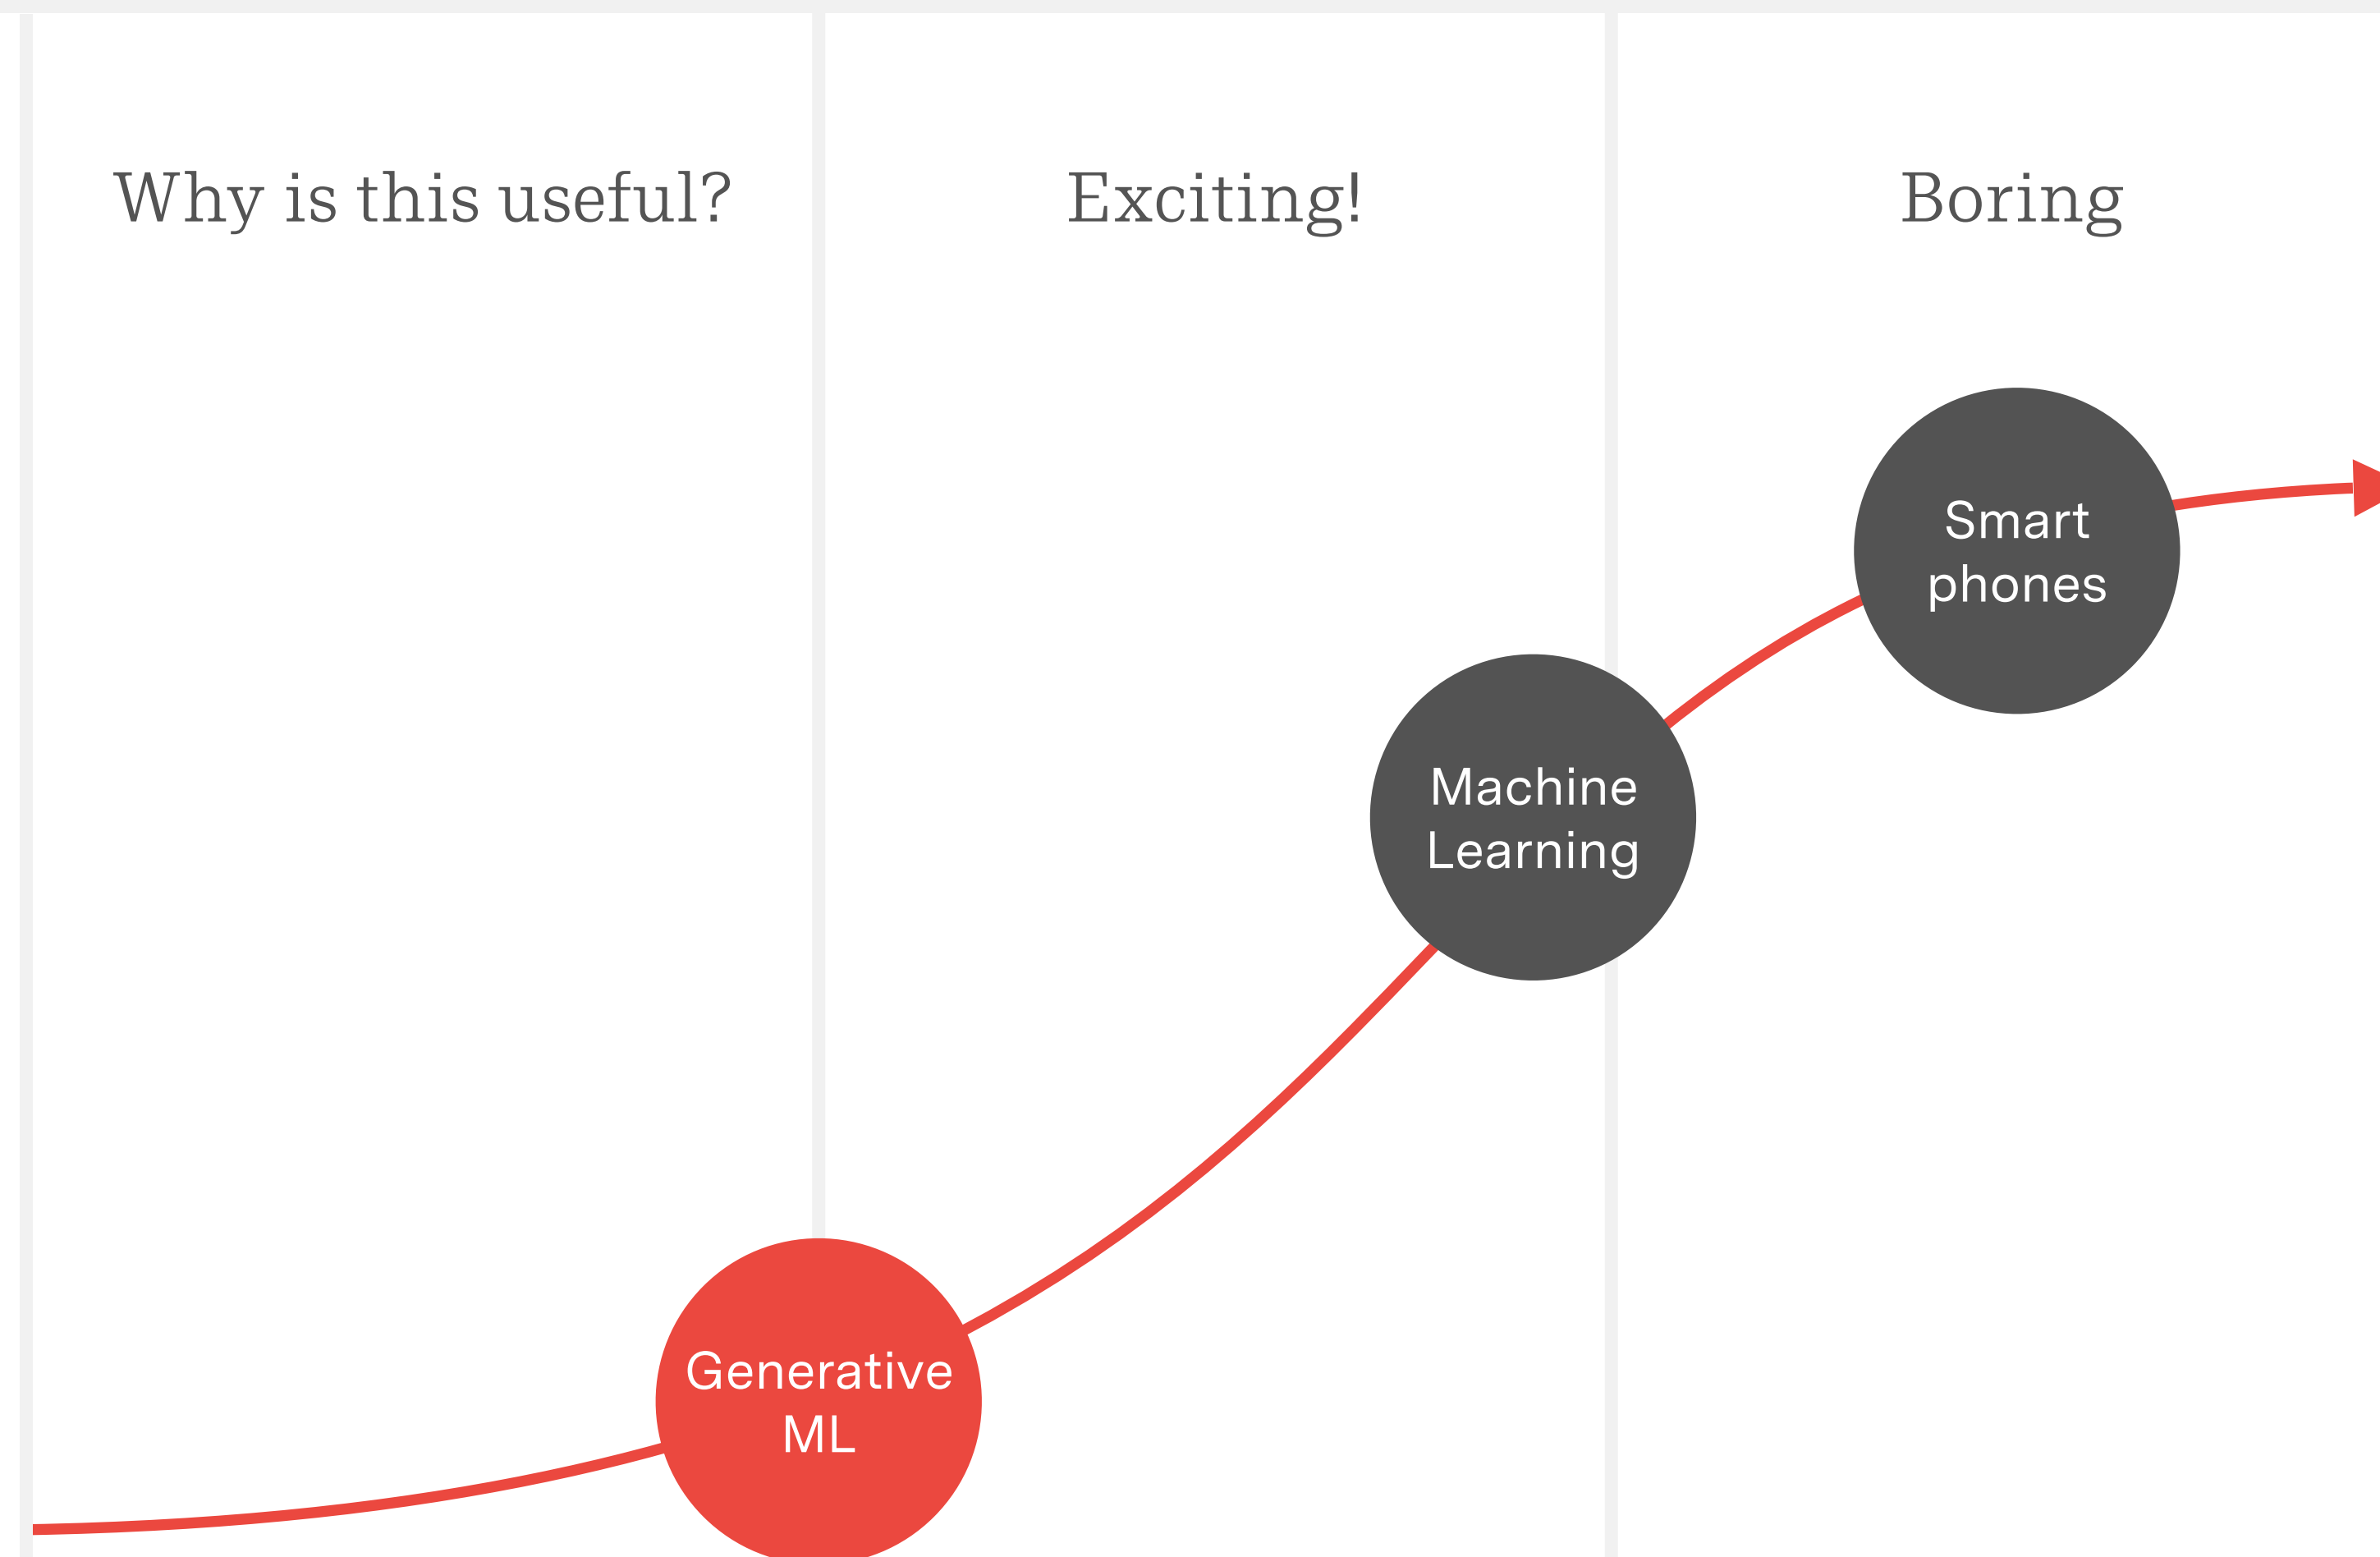 Why is this useful?
Exciting!
Boring
Smart
phones
Machine
Learning
Generative
ML